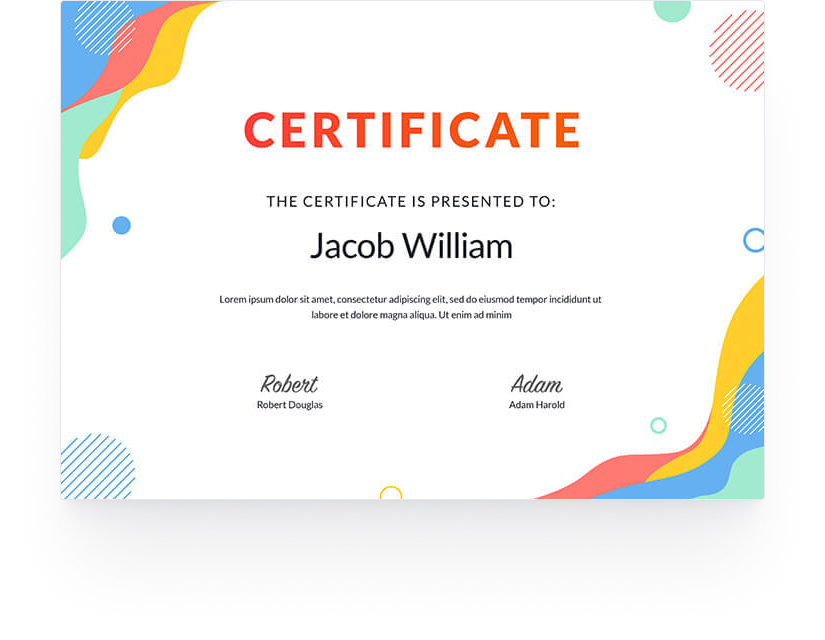 CERTIFICATE
THE CERTIFICATE IS PRESENTED TO:
Jacob William
Lorem ipsum dolor sit amet, consectetur adipiscing elit, sed do eiusmod tempor incididunt ut
labore et dolore magna aliqua. Ut enim ad minim
Robert Adam
Robert Douglas Adam Harold